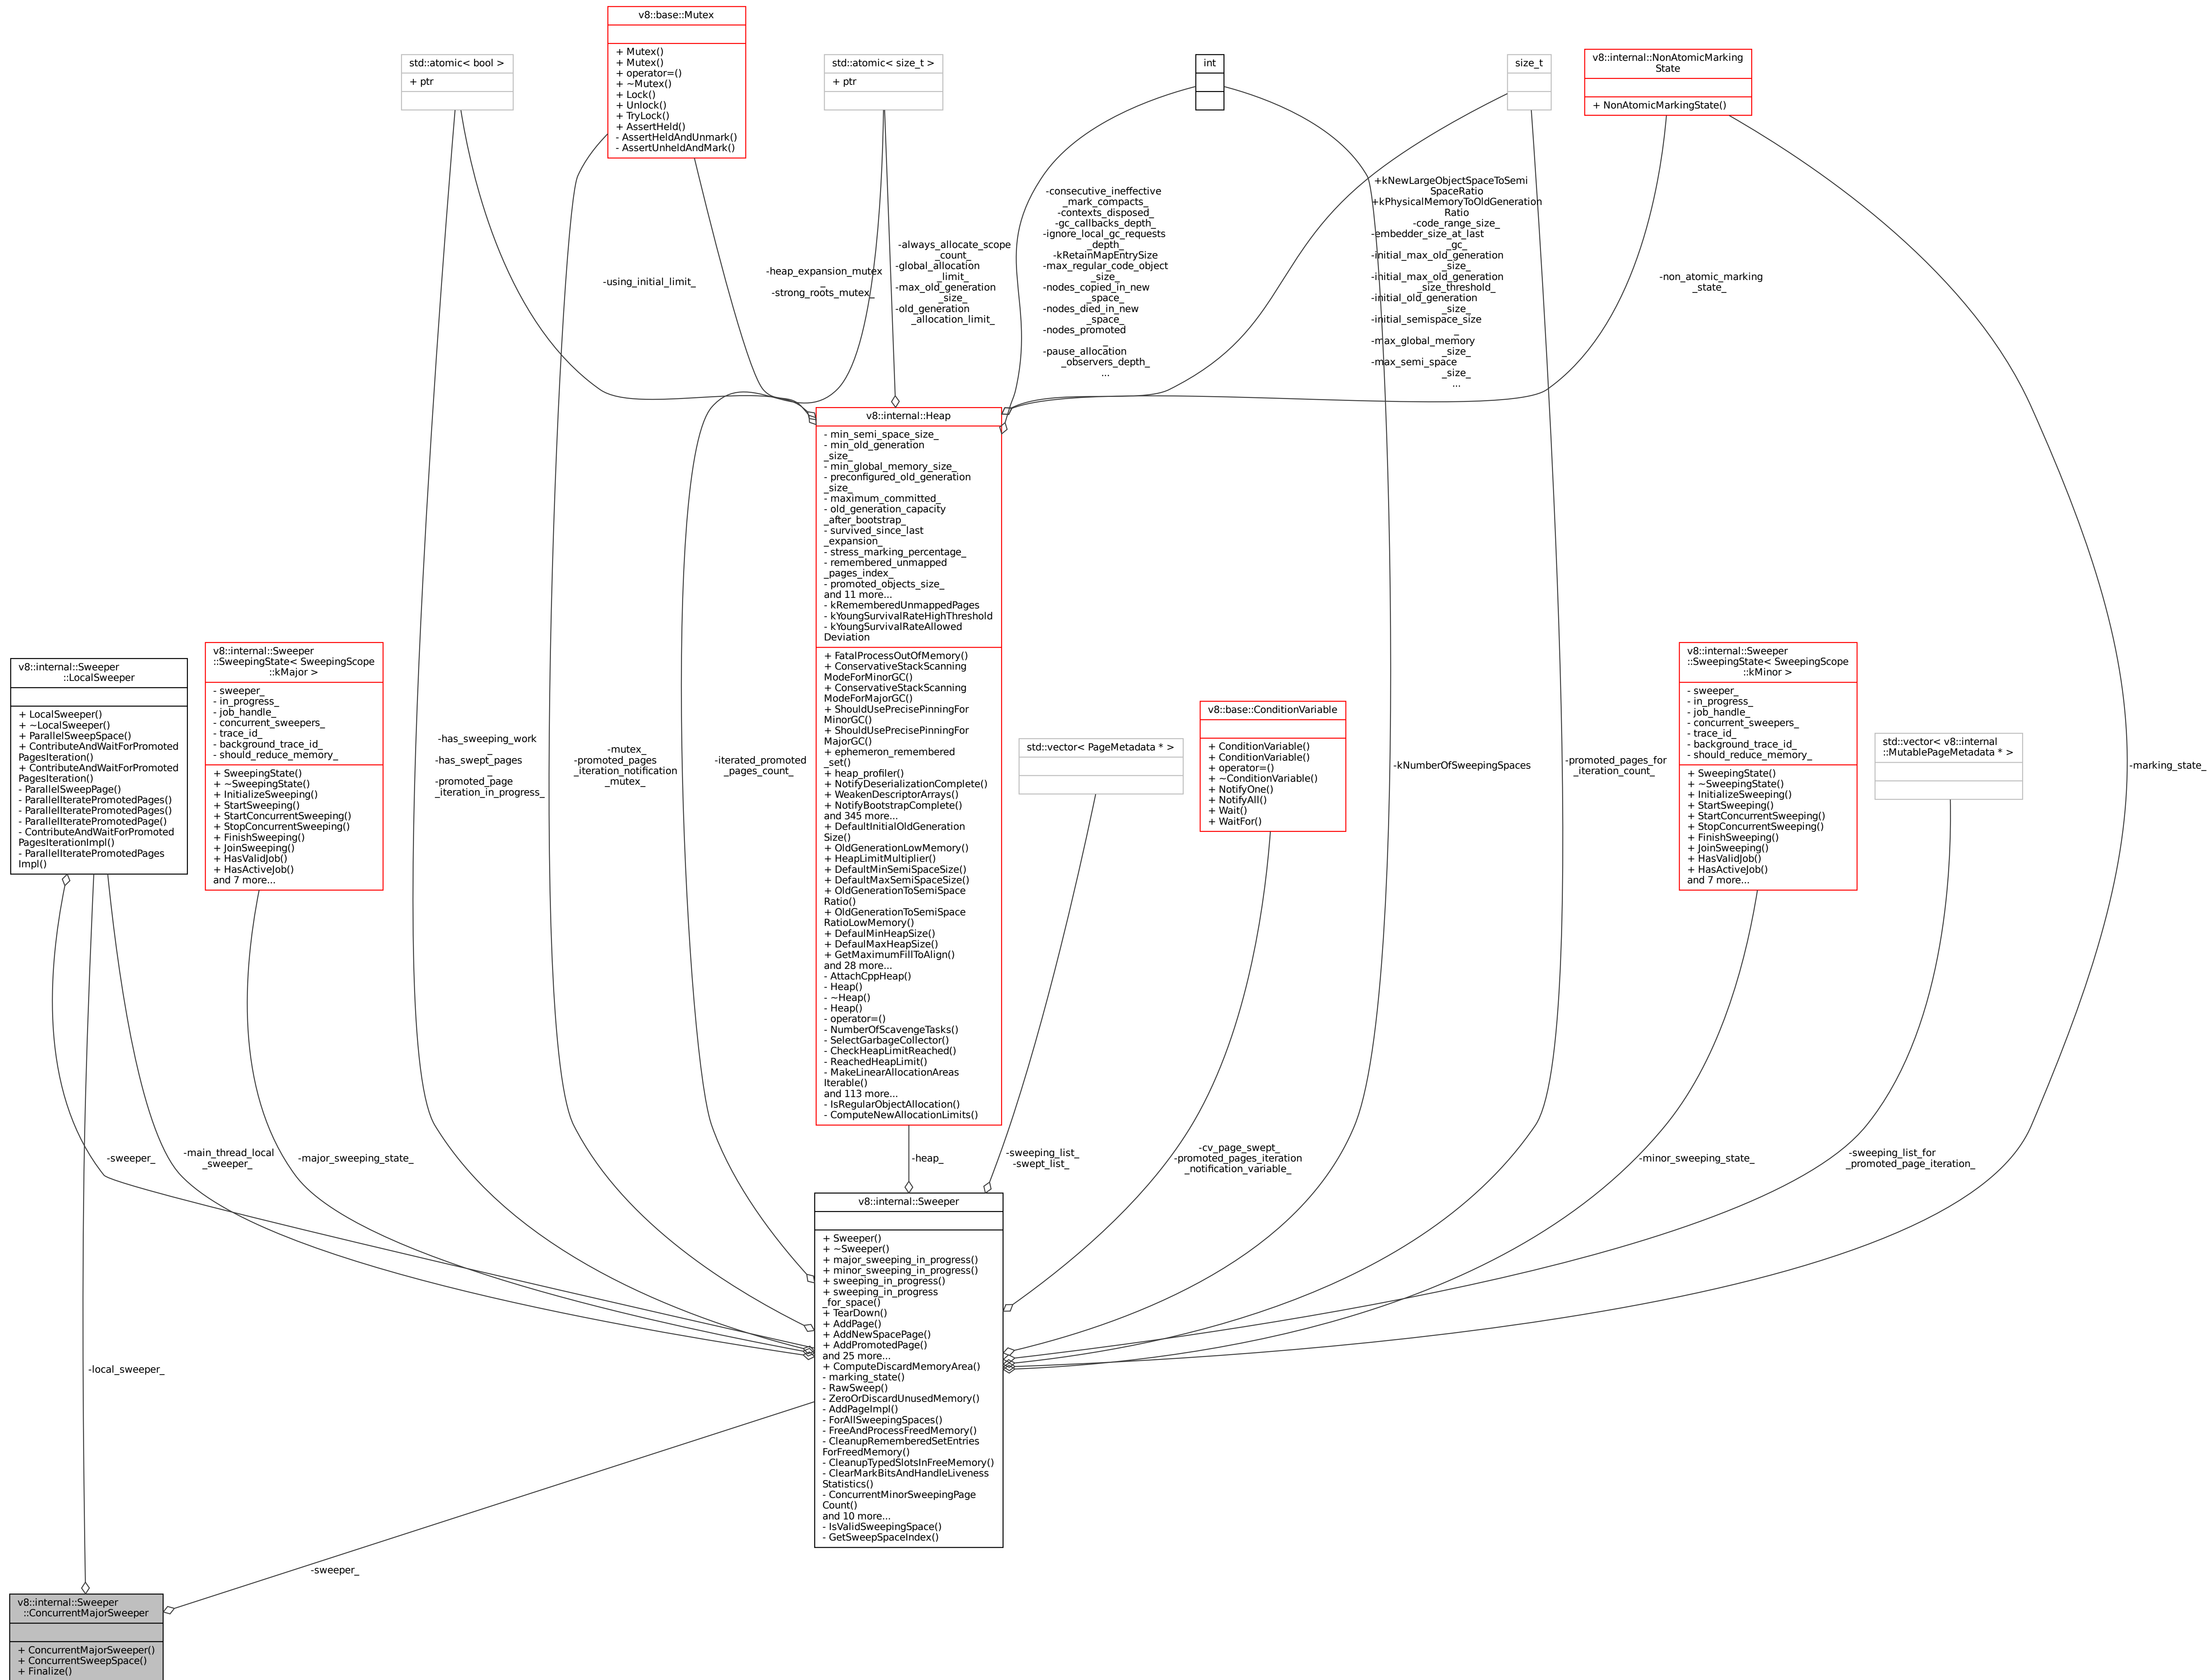 v8::base::Mutex
+ Mutex()
+ Mutex()
+ operator=()
+ ~Mutex()
+ Lock()
+ Unlock()
+ TryLock()
+ AssertHeld()
- AssertHeldAndUnmark()
- AssertUnheldAndMark()
std::atomic< bool >
+ ptr
std::atomic< size_t >
+ ptr
int
size_t
v8::internal::NonAtomicMarking
State
+ NonAtomicMarkingState()
-using_initial_limit_
-heap_expansion_mutex
_
-strong_roots_mutex_
-always_allocate_scope
_count_
-global_allocation
_limit_
-max_old_generation
_size_
-old_generation
_allocation_limit_
-consecutive_ineffective
_mark_compacts_
-contexts_disposed_
-gc_callbacks_depth_
-ignore_local_gc_requests
_depth_
-kRetainMapEntrySize
-max_regular_code_object
_size_
-nodes_copied_in_new
_space_
-nodes_died_in_new
_space_
-nodes_promoted
_
-pause_allocation
_observers_depth_
...
+kNewLargeObjectSpaceToSemi
SpaceRatio
+kPhysicalMemoryToOldGeneration
Ratio
-code_range_size_
-embedder_size_at_last
_gc_
-initial_max_old_generation
_size_
-initial_max_old_generation
_size_threshold_
-initial_old_generation
_size_
-initial_semispace_size
_
-max_global_memory
_size_
-max_semi_space
_size_
...
-non_atomic_marking
_state_
v8::internal::Heap
- min_semi_space_size_
- min_old_generation
_size_
- min_global_memory_size_
- preconfigured_old_generation
_size_
- maximum_committed_
- old_generation_capacity
_after_bootstrap_
- survived_since_last
_expansion_
- stress_marking_percentage_
- remembered_unmapped
_pages_index_
- promoted_objects_size_
and 11 more...
- kRememberedUnmappedPages
- kYoungSurvivalRateHighThreshold
- kYoungSurvivalRateAllowed
Deviation
+ FatalProcessOutOfMemory()
+ ConservativeStackScanning
ModeForMinorGC()
+ ConservativeStackScanning
ModeForMajorGC()
+ ShouldUsePrecisePinningFor
MinorGC()
+ ShouldUsePrecisePinningFor
MajorGC()
+ ephemeron_remembered
_set()
+ heap_profiler()
+ NotifyDeserializationComplete()
+ WeakenDescriptorArrays()
+ NotifyBootstrapComplete()
and 345 more...
+ DefaultInitialOldGeneration
Size()
+ OldGenerationLowMemory()
+ HeapLimitMultiplier()
+ DefaultMinSemiSpaceSize()
+ DefaultMaxSemiSpaceSize()
+ OldGenerationToSemiSpace
Ratio()
+ OldGenerationToSemiSpace
RatioLowMemory()
+ DefaulMinHeapSize()
+ DefaulMaxHeapSize()
+ GetMaximumFillToAlign()
and 28 more...
- AttachCppHeap()
- Heap()
- ~Heap()
- Heap()
- operator=()
- NumberOfScavengeTasks()
- SelectGarbageCollector()
- CheckHeapLimitReached()
- ReachedHeapLimit()
- MakeLinearAllocationAreas
Iterable()
and 113 more...
- IsRegularObjectAllocation()
- ComputeNewAllocationLimits()
v8::internal::Sweeper
::LocalSweeper
+ LocalSweeper()
+ ~LocalSweeper()
+ ParallelSweepSpace()
+ ContributeAndWaitForPromoted
PagesIteration()
+ ContributeAndWaitForPromoted
PagesIteration()
- ParallelSweepPage()
- ParallelIteratePromotedPages()
- ParallelIteratePromotedPages()
- ParallelIteratePromotedPage()
- ContributeAndWaitForPromoted
PagesIterationImpl()
- ParallelIteratePromotedPages
Impl()
v8::internal::Sweeper
::SweepingState< SweepingScope
::kMajor >
- sweeper_
- in_progress_
- job_handle_
- concurrent_sweepers_
- trace_id_
- background_trace_id_
- should_reduce_memory_
+ SweepingState()
+ ~SweepingState()
+ InitializeSweeping()
+ StartSweeping()
+ StartConcurrentSweeping()
+ StopConcurrentSweeping()
+ FinishSweeping()
+ JoinSweeping()
+ HasValidJob()
+ HasActiveJob()
and 7 more...
-has_sweeping_work
_
-has_swept_pages
_
-promoted_page
_iteration_in_progress_
-mutex_
-promoted_pages
_iteration_notification
_mutex_
-iterated_promoted
_pages_count_
std::vector< PageMetadata * >
v8::base::ConditionVariable
+ ConditionVariable()
+ ConditionVariable()
+ operator=()
+ ~ConditionVariable()
+ NotifyOne()
+ NotifyAll()
+ Wait()
+ WaitFor()
-kNumberOfSweepingSpaces
-promoted_pages_for
_iteration_count_
v8::internal::Sweeper
::SweepingState< SweepingScope
::kMinor >
- sweeper_
- in_progress_
- job_handle_
- concurrent_sweepers_
- trace_id_
- background_trace_id_
- should_reduce_memory_
+ SweepingState()
+ ~SweepingState()
+ InitializeSweeping()
+ StartSweeping()
+ StartConcurrentSweeping()
+ StopConcurrentSweeping()
+ FinishSweeping()
+ JoinSweeping()
+ HasValidJob()
+ HasActiveJob()
and 7 more...
std::vector< v8::internal
::MutablePageMetadata * >
-marking_state_
-sweeper_
-main_thread_local
_sweeper_
-major_sweeping_state_
-heap_
-sweeping_list_
-swept_list_
-cv_page_swept_
-promoted_pages_iteration
_notification_variable_
-minor_sweeping_state_
-sweeping_list_for
_promoted_page_iteration_
v8::internal::Sweeper
+ Sweeper()
+ ~Sweeper()
+ major_sweeping_in_progress()
+ minor_sweeping_in_progress()
+ sweeping_in_progress()
+ sweeping_in_progress
_for_space()
+ TearDown()
+ AddPage()
+ AddNewSpacePage()
+ AddPromotedPage()
and 25 more...
+ ComputeDiscardMemoryArea()
- marking_state()
- RawSweep()
- ZeroOrDiscardUnusedMemory()
- AddPageImpl()
- ForAllSweepingSpaces()
- FreeAndProcessFreedMemory()
- CleanupRememberedSetEntries
ForFreedMemory()
- CleanupTypedSlotsInFreeMemory()
- ClearMarkBitsAndHandleLiveness
Statistics()
- ConcurrentMinorSweepingPage
Count()
and 10 more...
- IsValidSweepingSpace()
- GetSweepSpaceIndex()
-local_sweeper_
-sweeper_
v8::internal::Sweeper
::ConcurrentMajorSweeper
+ ConcurrentMajorSweeper()
+ ConcurrentSweepSpace()
+ Finalize()